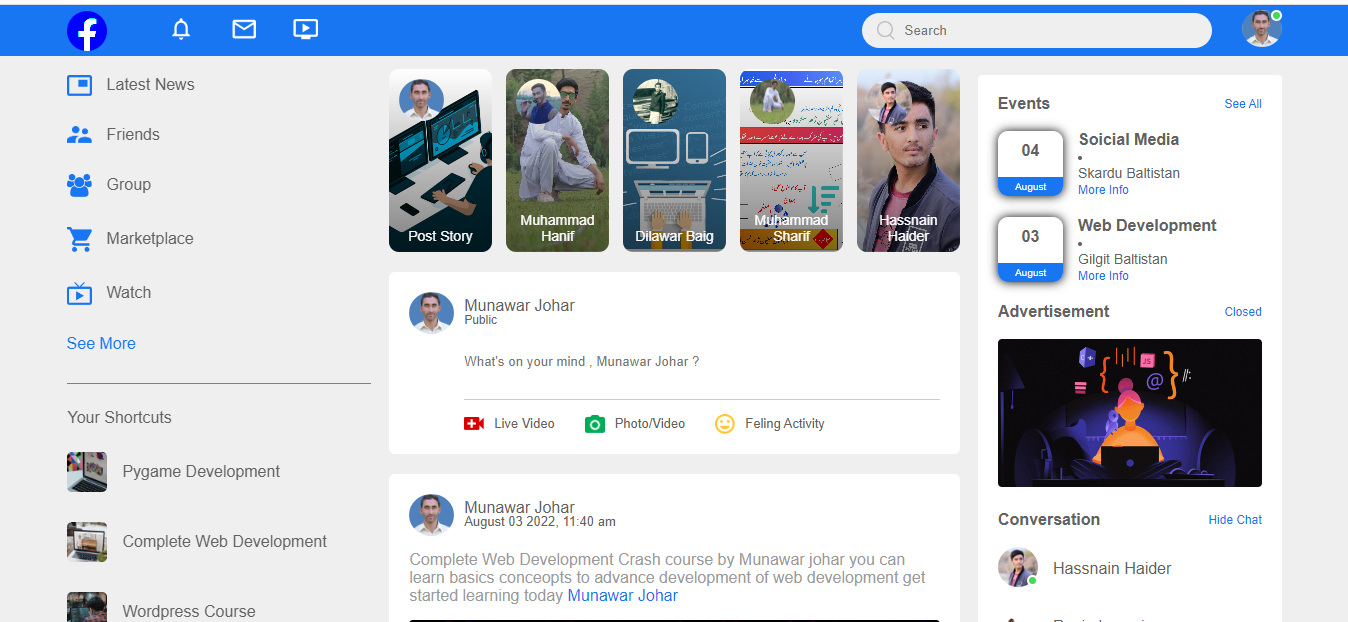 Search
Latest News
Friends
Group
Marketplace
Watch
See More
Your Shortcuts
Pygame Development
Complete Web Development
Wordpress Course
Post Story
Muhammad
Hanif
Dilawar Baig
Muhammad
Sharif
Hassnain
Haider
Munawar Johar
Public
What's on your mind , Munawar Johar ?
Live Video
Photo/Video
Feling Activity
Munawar Johar
August 03 2022, 11:40 am
Complete Web Development Crash course by Munawar johar you can
learn basics conceopts to advance development of web development get
started learning today Munawar Johar
Events
See All
04
August
Soicial Media
Skardu Baltistan
More Info
03
August
Web Development
Gilgit Baltistan
More Info
Advertisement
Closed
JS
@
Conversation
Hide Chat
Hassnain Haider